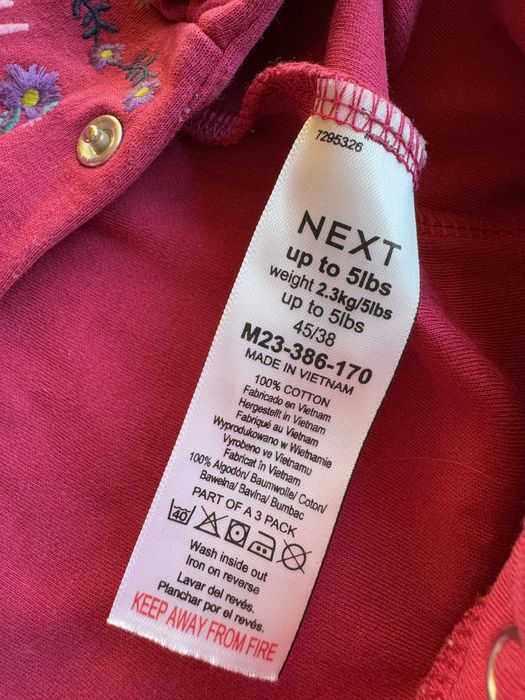 7295326
NEXT
up to 5lbs
weight 2.3kg/5lbs
up to 5lbs
45/38
M23-386-170
MADE IN VIETNAM
100% COTTON
Fabricado en Vietnam
Hergestellt in Vietnam
Fabriqué au Vietnam
Wyprodukowano w Wietnamie
Vyrobeno ve Vietnamu
Fabricat în Vietnam
100% Algodón/ Baumwolle/ Coton/
Bawełna/ Bavlna/ Bumbac
PART OF A 3 PACK
40
Wash inside out
Iron on reverse
Lavar del revés.
Planchar por el revés.
KEEP AWAY FROM FIRE